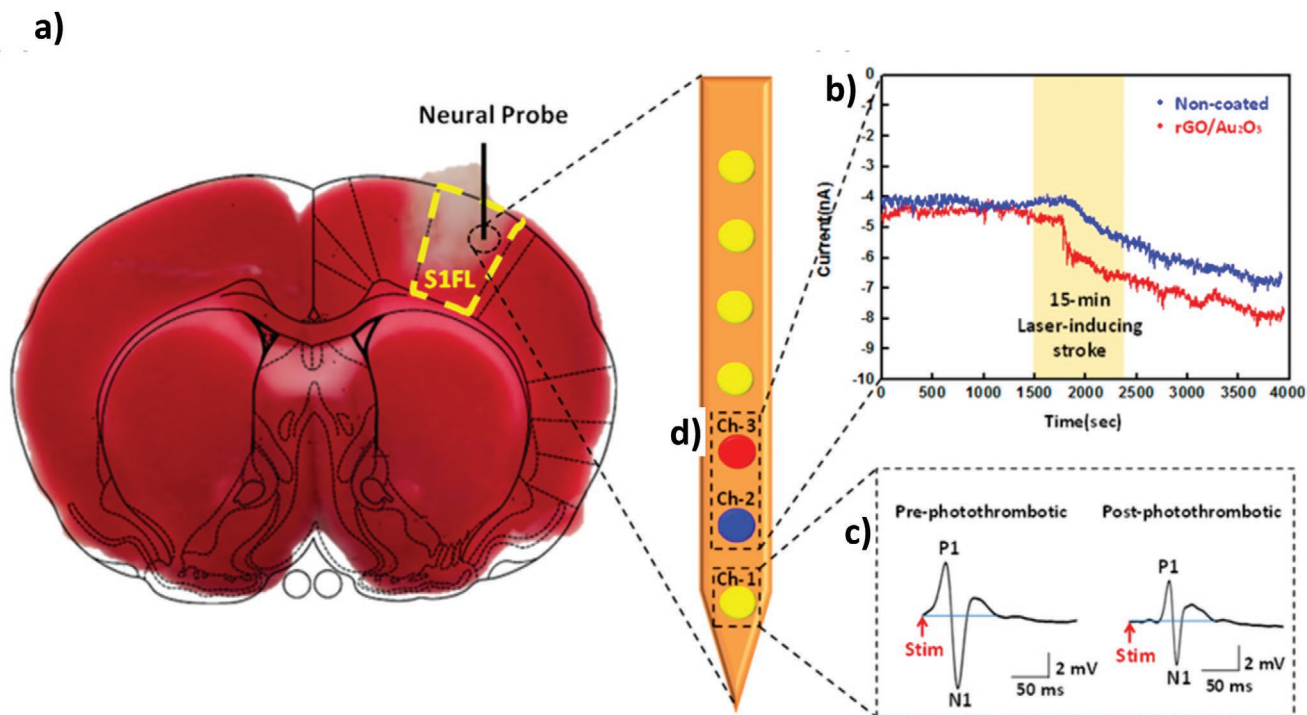 a)
Neural Probe
S1FL
d)
Ch-3
Ch-2
Ch-1
b)
0
-1
-2
-3
-4
-5
-6
-7
-8
-9
-10
Current(nA)
Non-coated
rGO/Au₂O₃
15-min
Laser-inducing
stroke
0 500 1000 1500 2000 2500 3000 3500 4000
Time(sec)
c)
Pre-photothrombotic
P1
Stim
N1
2 mV
50 ms
Post-photothrombotic
P1
Stim
N1
2 mV
50 ms